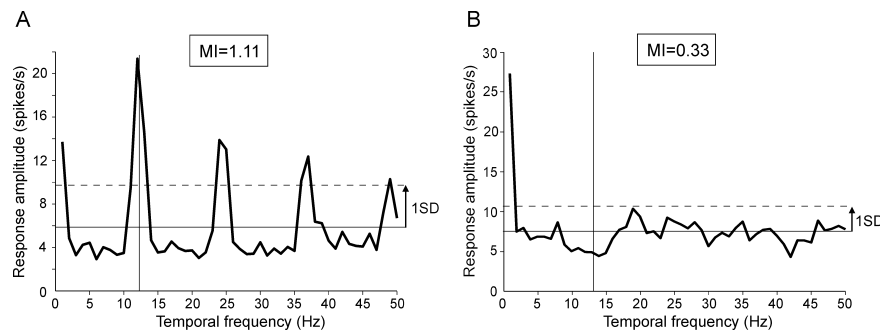 A
MI=1.11
Response amplitude (spikes/s)
20
16
12
8
4
0
1SD
0 5 10 15 20 25 30 35 40 45 50
Temporal frequency (Hz)
B
MI=0.33
Response amplitude (spikes/s)
30
25
20
15
10
5
0
1SD
0 5 10 15 20 25 30 35 40 45 50
Temporal frequency (Hz)